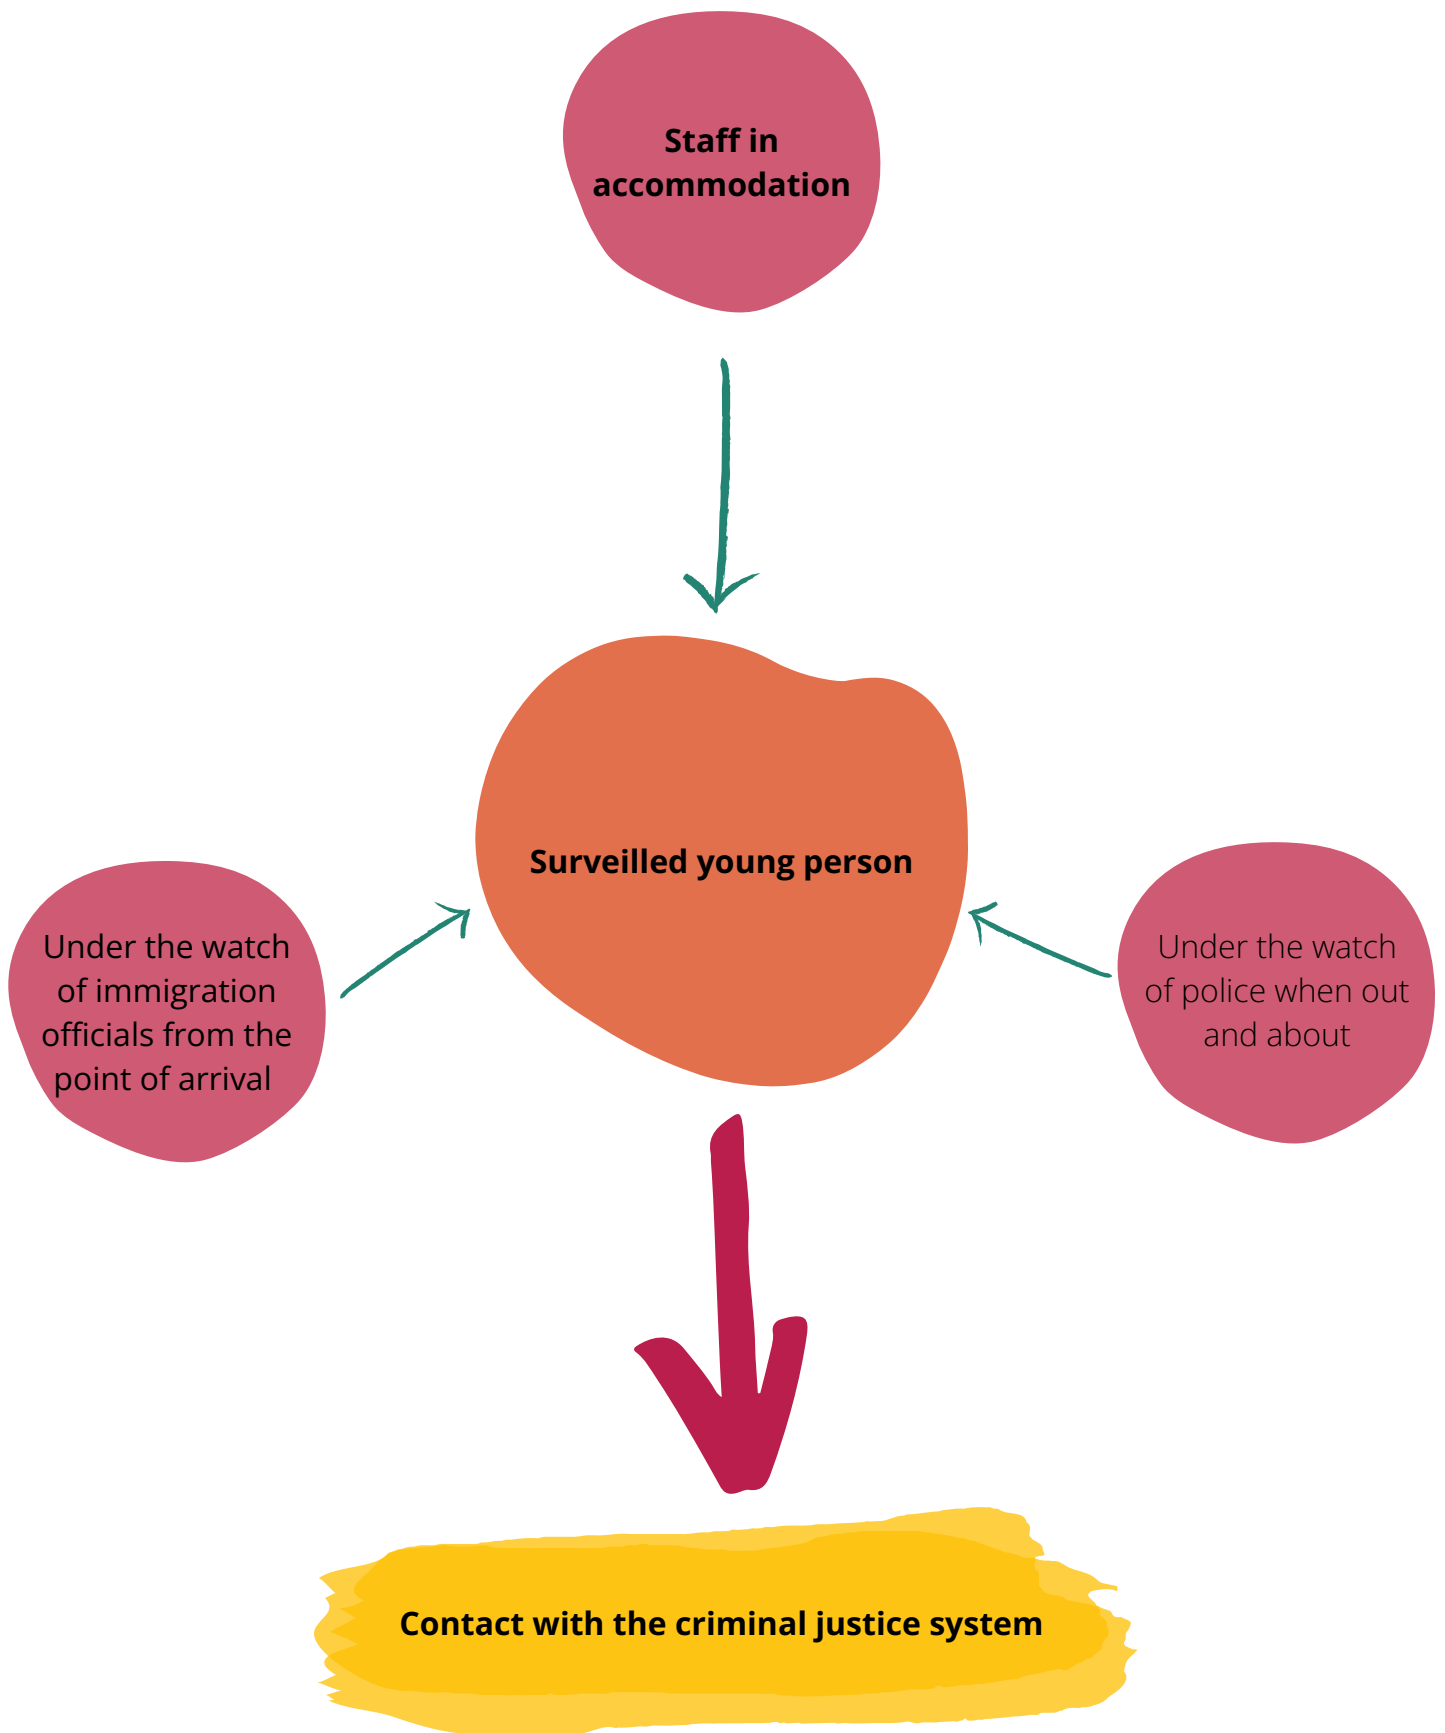 Staff in
accommodation
Surveilled young person
Under the watch
of immigration
officials from the
point of arrival
Under the watch
of police when out
and about
Contact with the criminal justice system